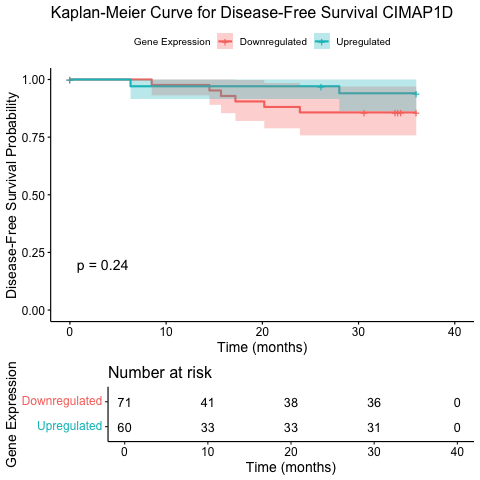 Kaplan-Meier Curve for Disease-Free Survival CIMAP1D
Gene Expression Downregulated Upregulated
Disease-Free Survival Probability
1.00
0.75
0.50
0.25
0.00
p = 0.24
0 10 20 30 40
Time (months)
Number at risk
Gene Expression
Downregulated 71 41 38 36 0
Upregulated 60 33 33 31 0
0 10 20 30 40
Time (months)